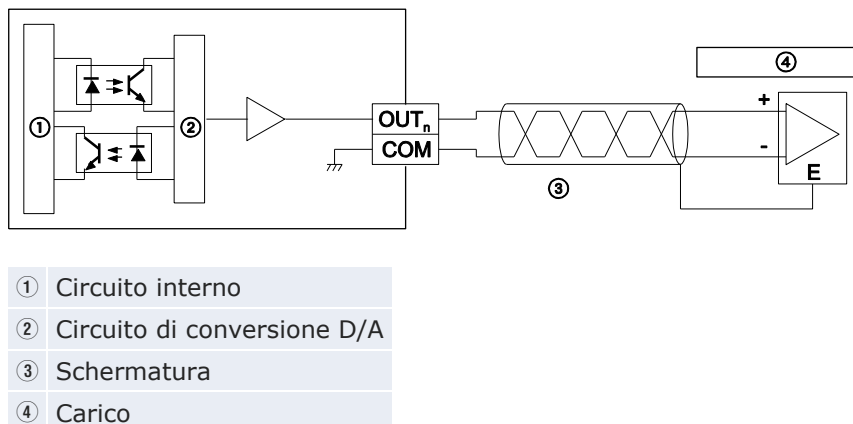 ④
+
① ② OUTn
COM -
E
③
① Circuito interno
② Circuito di conversione D/A
③ Schermatura
④ Carico